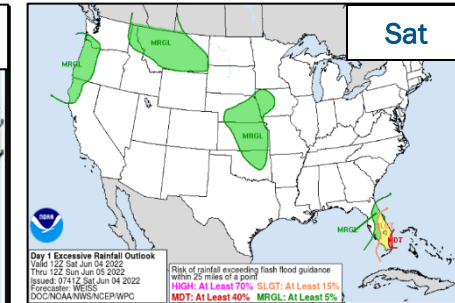 Sat
MRGL
MRGL
MRGL
MRGL
MDT
NOAA
Day 1 Excessive Rainfall Outlook
Valid 12Z Sat Jun 04 2022
Thru 12Z Sun Jun 05 2022
Issued: 0741Z Sat Jun 04 2022
Forecaster: WEISS
DOC/NOAA/NWS/NCEP/WPC
Risk of rainfall exceeding flash flood guidance
within 25 miles of a point
HIGH: At Least 70% SLGT: At Least 15%
MDT: At Least 40% MRGL: At Least 5%